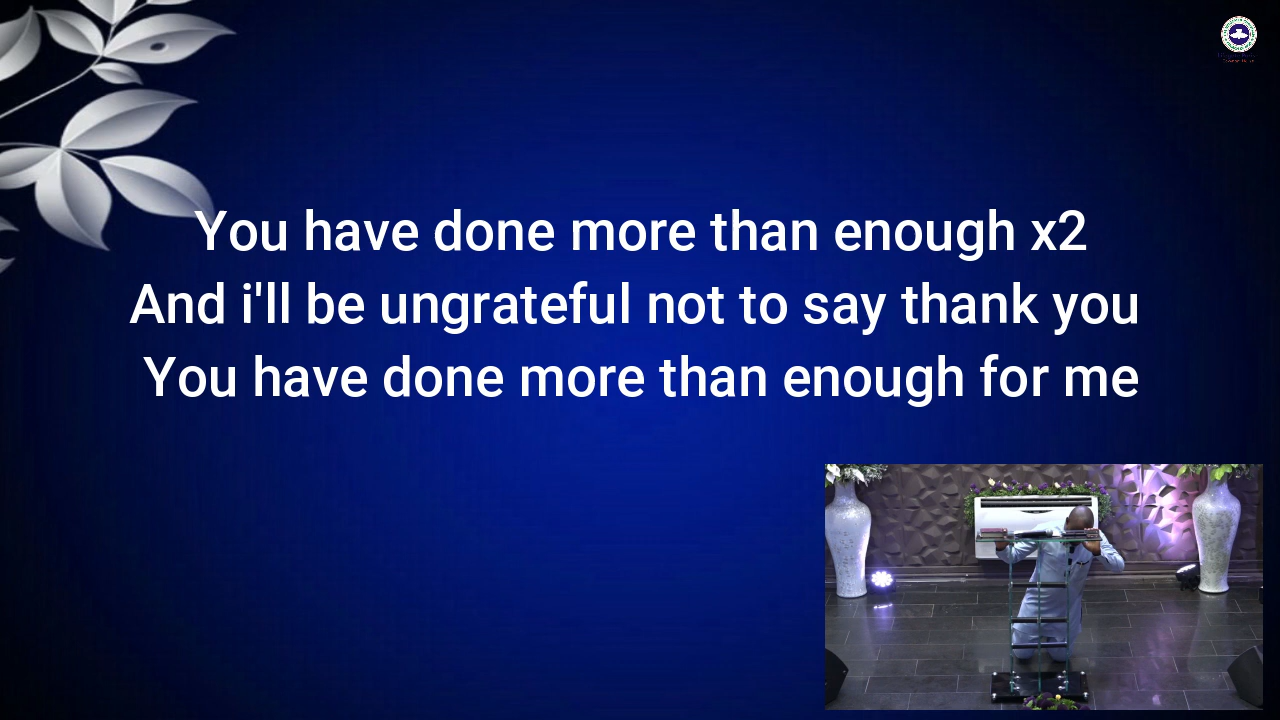 You have done more than enough x2
And i'll be ungrateful not to say thank you
You have done more than enough for me